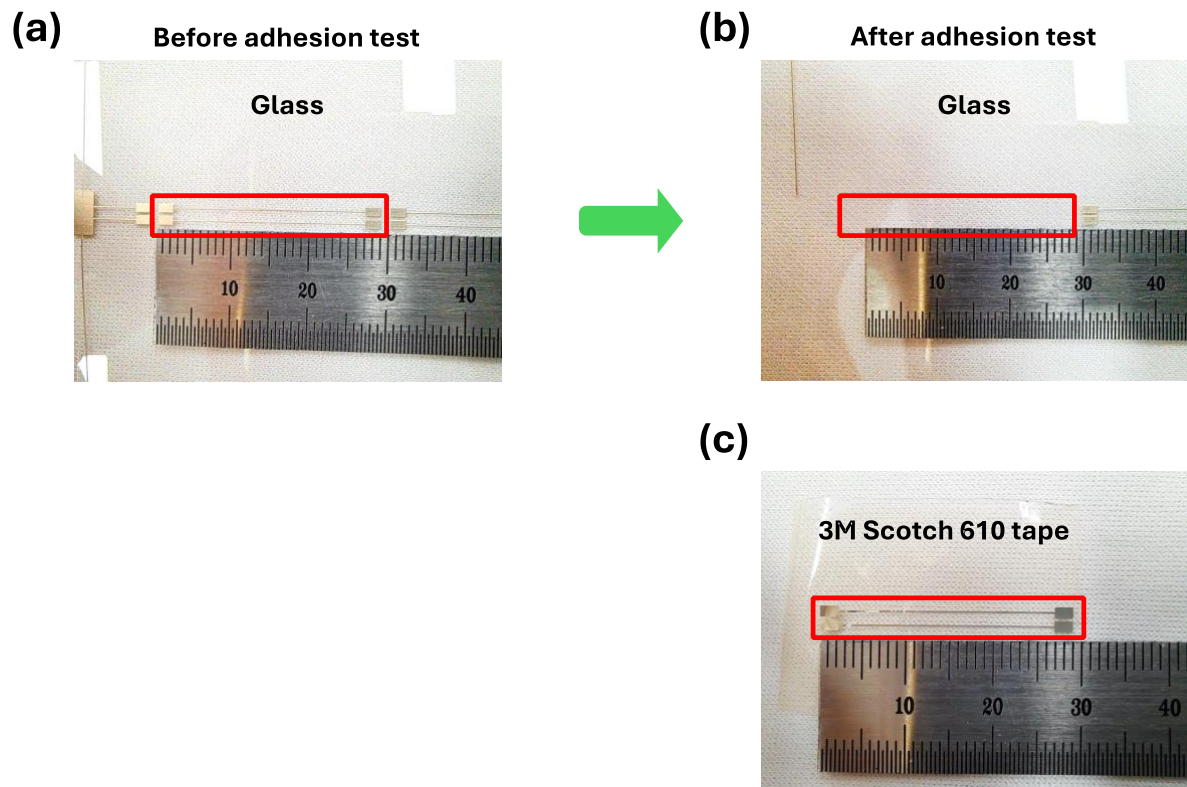 (a)
Before adhesion test
Glass
10 20 30 40
(b)
After adhesion test
Glass
10 20 30 40
(c)
3M Scotch 610 tape
10 20 30 40